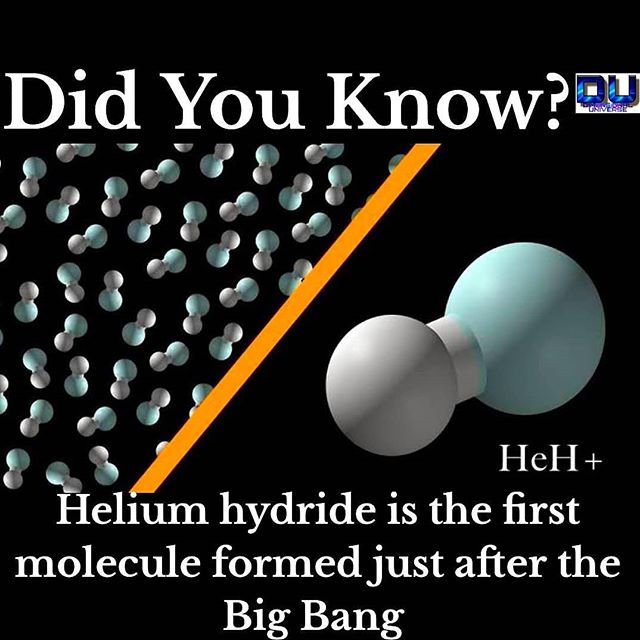 Did You Know?
DU
UNIVERSE
HeH+
Helium hydride is the first
molecule formed just after the
Big Bang